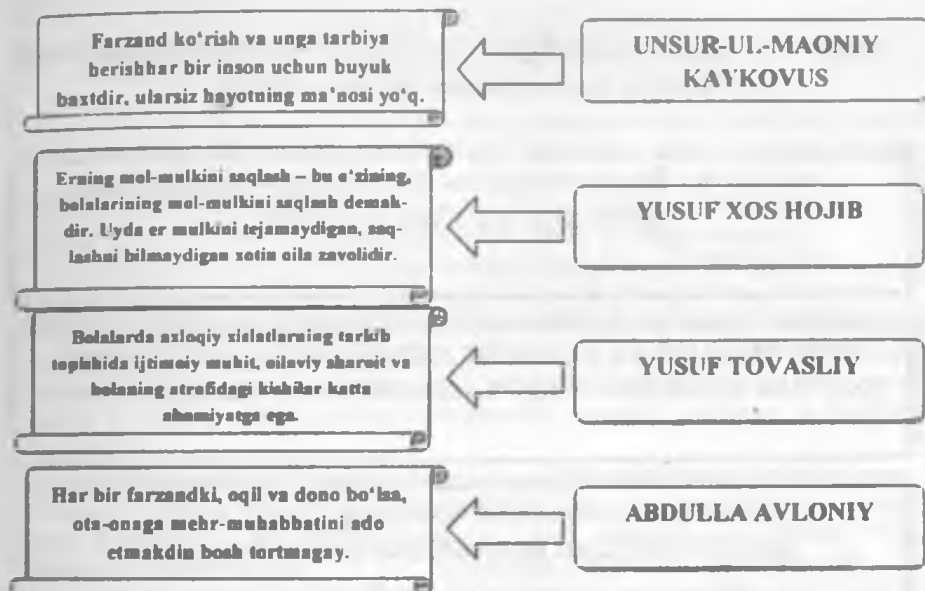 Farzand ko‘rish va unga tarbiya
berishhar bir inson uchun buyuk
baxtdir, ularsiz hayotning ma’nosi yo‘q.
UNSUR-UL-MAONIY
KAYKOVUS
Erning mol-mulkini saqlash – bu o‘zining,
bolalarining mol-mulkini saqlash demak-
dir. Uyda er mulkini tejamaydigan, saq-
lashni bilmaydigan xotin oila zavolidir.
YUSUF XOS HOJIB
Bolalarda axloqiy xislatlarning tarkib
topishida ijtimoiy muhit, oilaviy sharoit va
bolaning atrofidagi kishilar katta
ahamiyatga ega.
YUSUF TOVASLIY
Har bir farzandki, oqil va dono bo‘lsa,
ota-onaga mehr-muhabbatini ado
etmakdin bosh tortmagay.
ABDULLA AVLONIY